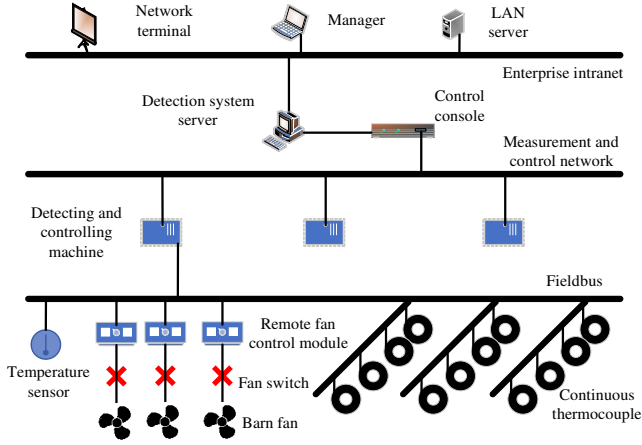 Network
terminal
Manager
LAN
server
Enterprise intranet
Detection system
server
Control
console
Measurement and
control network
Detecting and
controlling
machine
Fieldbus
Remote fan
control module
Temperature
sensor
Fan switch
Barn fan
Continuous
thermocouple